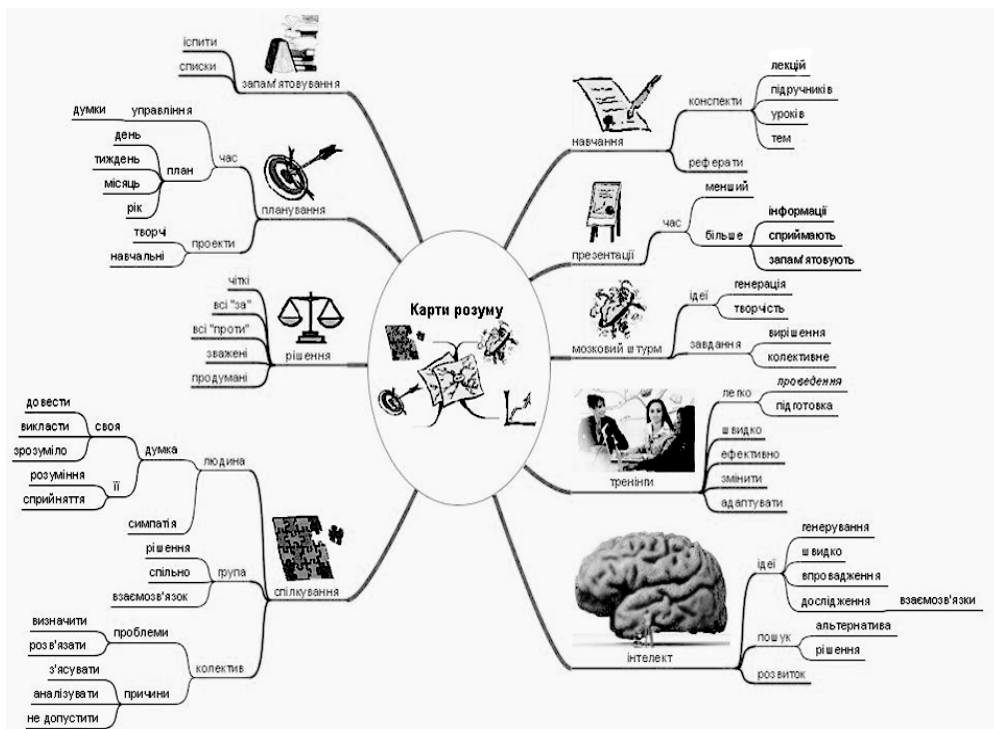 Карти розуму
іспити
списки
запам'ятовування
думки
управління
день
тиждень
місяць
рік
план
час
творчі
навчальні
проекти
планування
чіткі
всі "за"
всі "проти"
зважені
продумані
рішення
довести
викласти
зрозуміло
своя
розуміння
сприйняття
її
думка
симпатія
людина
рішення
спільно
взаємозв'язок
група
визначити
розв'язати
проблеми
з'ясувати
аналізувати
не допустити
причини
колектив
спілкування
навчання
конспекти
лекцій
підручників
уроків
тем
реферати
презентації
час
менший
більше
інформації
сприймають
запам'ятовують
мозковий штурм
ідеї
генерація
творчість
завдання
вирішення
колективне
тренінги
легко
проведення
підготовка
швидко
ефективно
змінити
адаптувати
інтелект
ідеї
генерування
швидко
впровадження
дослідження
взаємозв'язки
пошук
альтернатива
рішення
розвиток